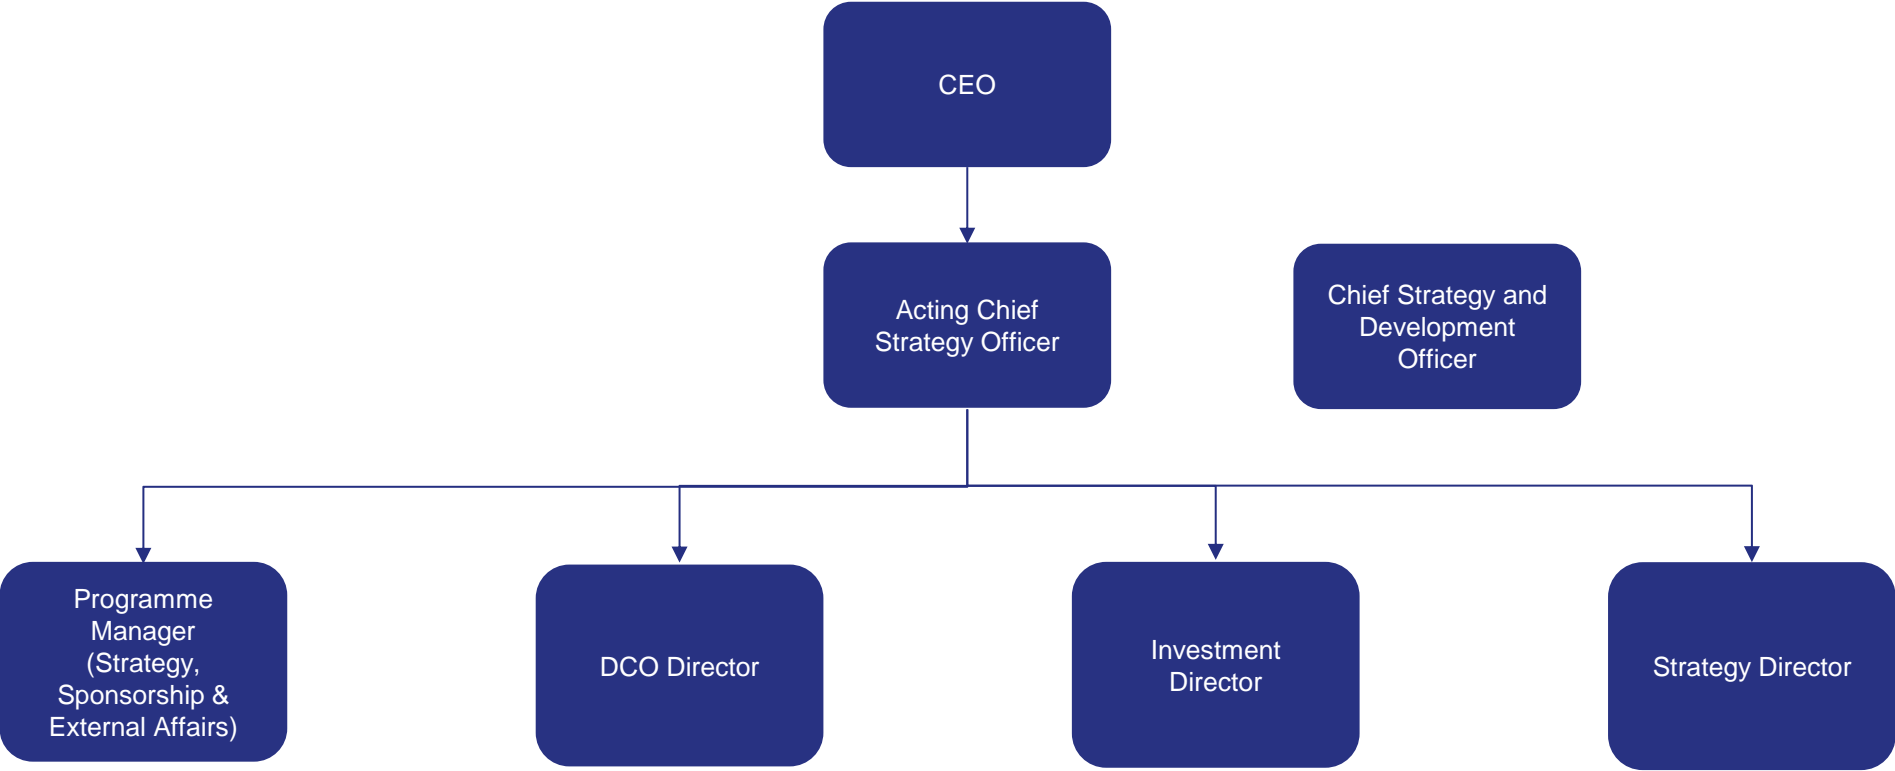 CEO
Acting Chief
Strategy Officer
Chief Strategy and
Development
Officer
Programme
Manager
(Strategy,
Sponsorship &
External Affairs)
DCO Director
Investment
Director
Strategy Director